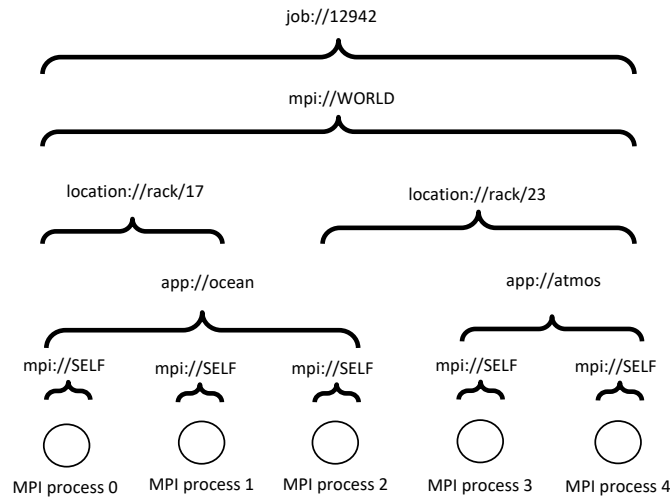 job://12942
mpi://WORLD
location://rack/17
location://rack/23
app://ocean
app://atmos
mpi://SELF
mpi://SELF
mpi://SELF
mpi://SELF
mpi://SELF
MPI process 0
MPI process 1
MPI process 2
MPI process 3
MPI process 4